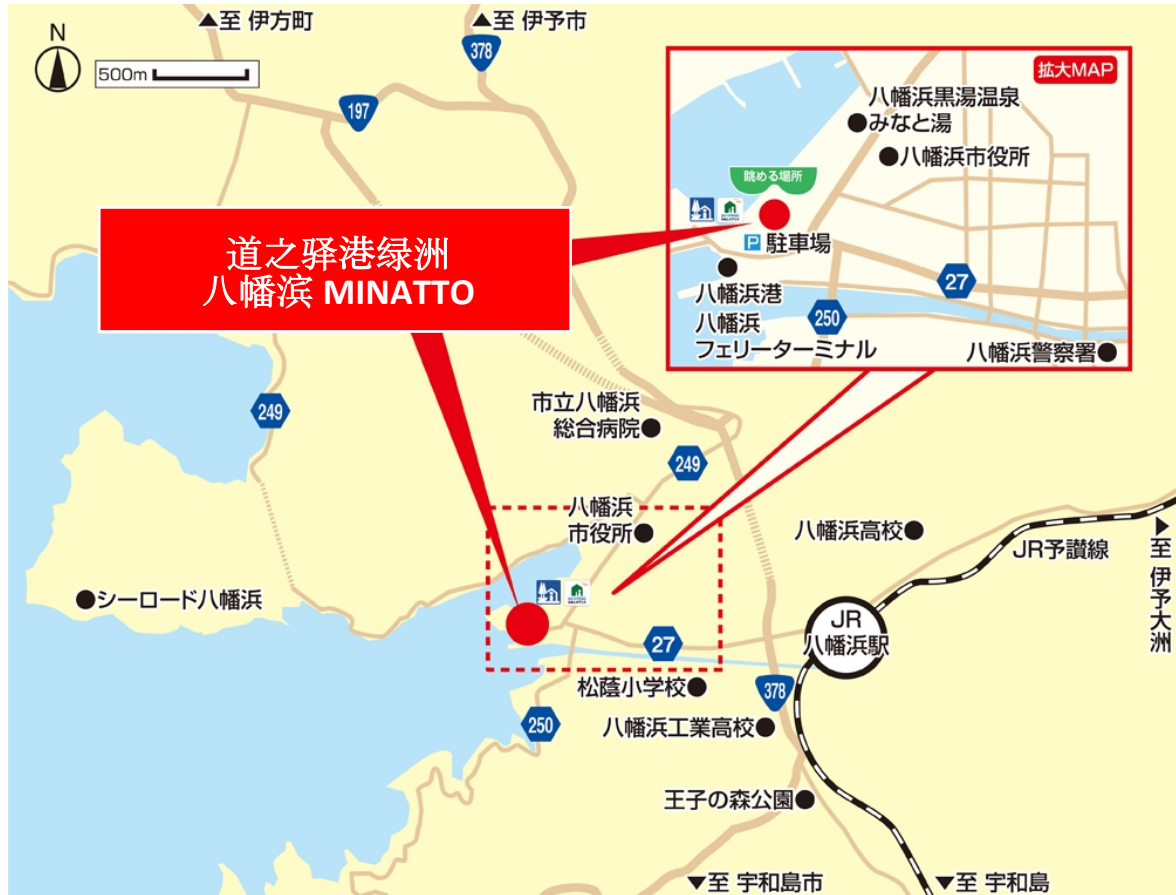 ▲至 伊方町
▲至 伊予市
N
500m
378
197
拡大MAP
八幡浜黒湯温泉
みなと湯
八幡浜市役所
眺める場所
P 駐車場
八幡浜港
八幡浜
フェリーターミナル
27
250
八幡浜警察署
道之驿港绿洲
八幡滨 MINATTO
249
市立八幡浜
総合病院
249
八幡浜
市役所
八幡浜高校
JR予讃線
▲至 伊予大洲
シーロード八幡浜
JR
八幡浜駅
27
松蔭小学校
378
250
八幡浜工業高校
王子の森公園
▼至 宇和島市
▼至 宇和島